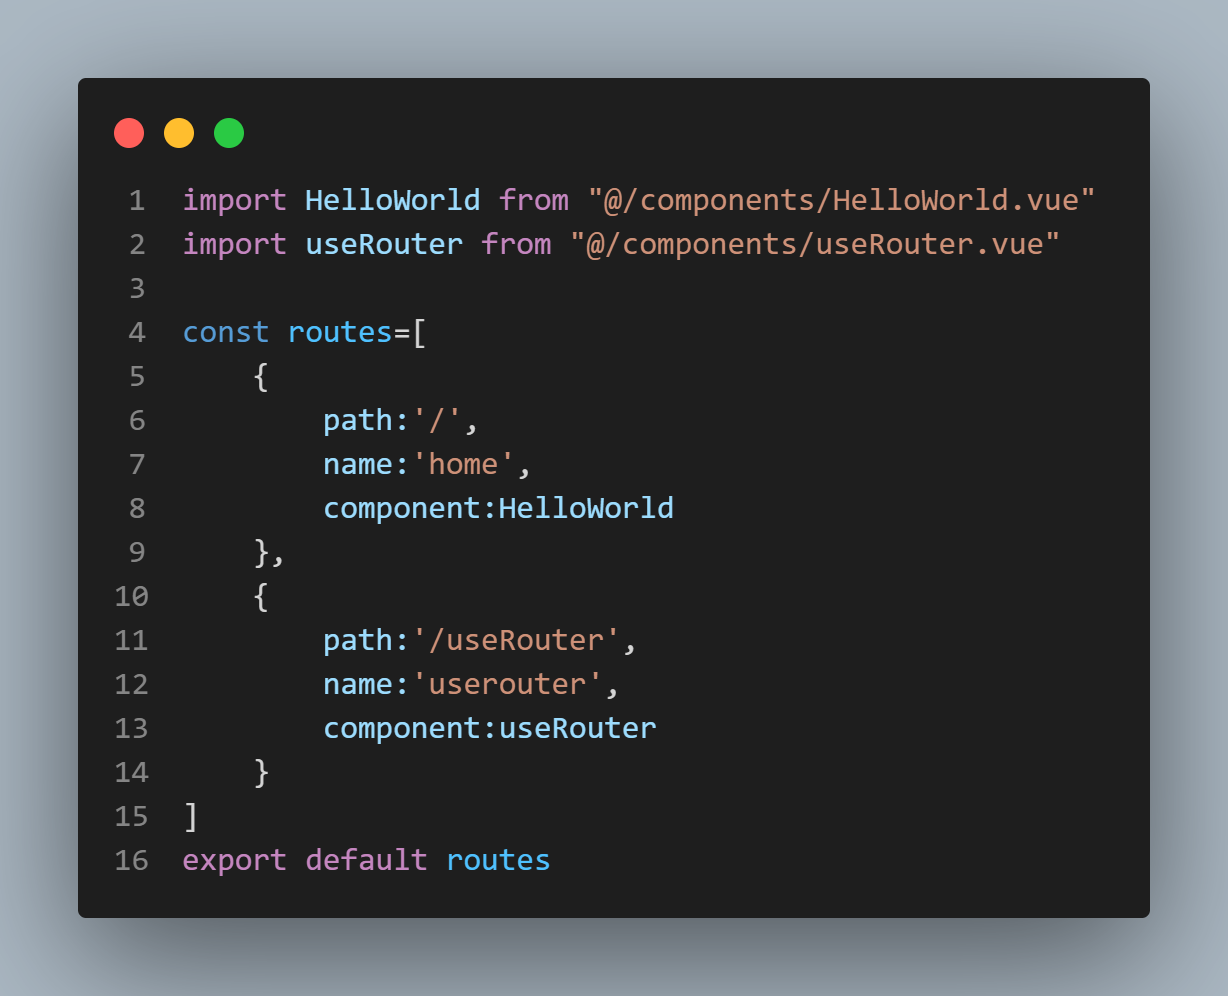 1 import HelloWorld from "@/components/HelloWorld.vue"
2 import useRouter from "@/components/useRouter.vue"
3
4 const routes=[
5     {
6         path:'/',
7         name:'home',
8         component:HelloWorld
9     },
10     {
11         path:'/useRouter',
12         name:'userouter',
13         component:useRouter
14     }
15 ]
16 export default routes